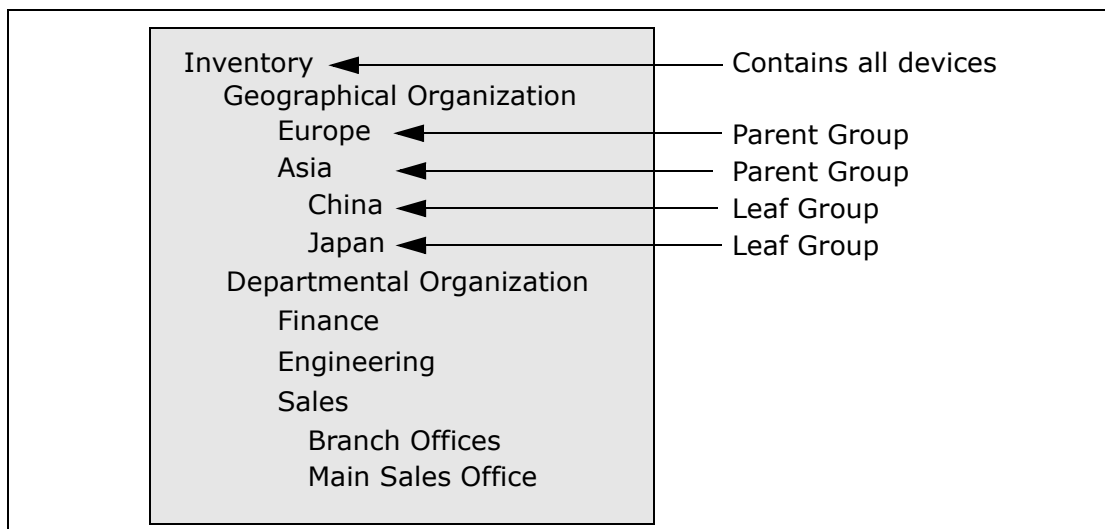 Inventory Contains all devices
Geographical Organization
Europe Parent Group
Asia Parent Group
China Leaf Group
Japan Leaf Group
Departmental Organization
Finance
Engineering
Sales
Branch Offices
Main Sales Office